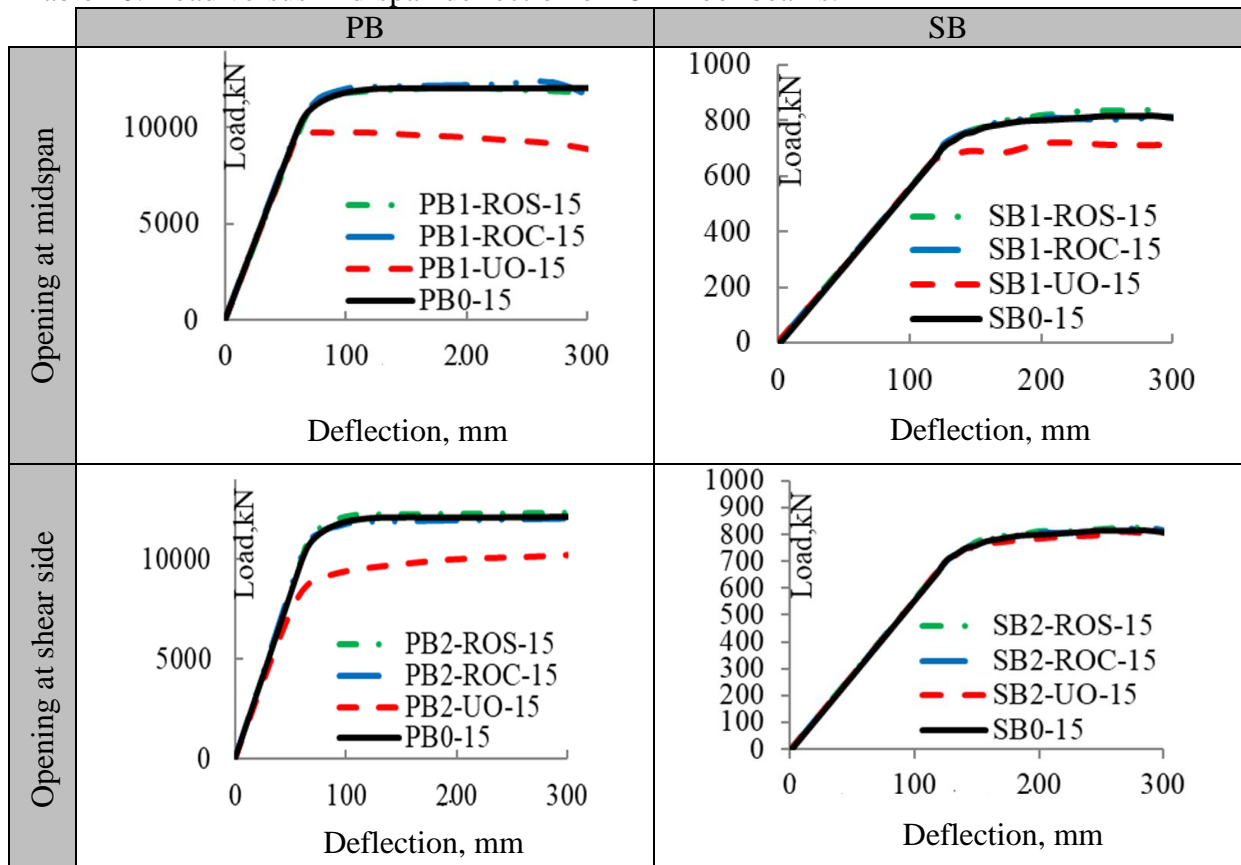 PB
SB
Opening at midspan
Load,kN
10000
5000
0
0
100
200
300
PB1-ROS-15
PB1-ROC-15
PB1-UO-15
PB0-15
Deflection, mm
Load,kN
1000
800
600
400
200
0
0
100
200
300
SB1-ROS-15
SB1-ROC-15
SB1-UO-15
SB0-15
Deflection, mm
Opening at shear side
Load,kN
10000
5000
0
0
100
200
300
PB2-ROS-15
PB2-ROC-15
PB2-UO-15
PB0-15
Deflection, mm
Load,kN
1000
900
800
700
600
500
400
300
200
100
0
0
100
200
300
SB2-ROS-15
SB2-ROC-15
SB2-UO-15
SB0-15
Deflection, mm